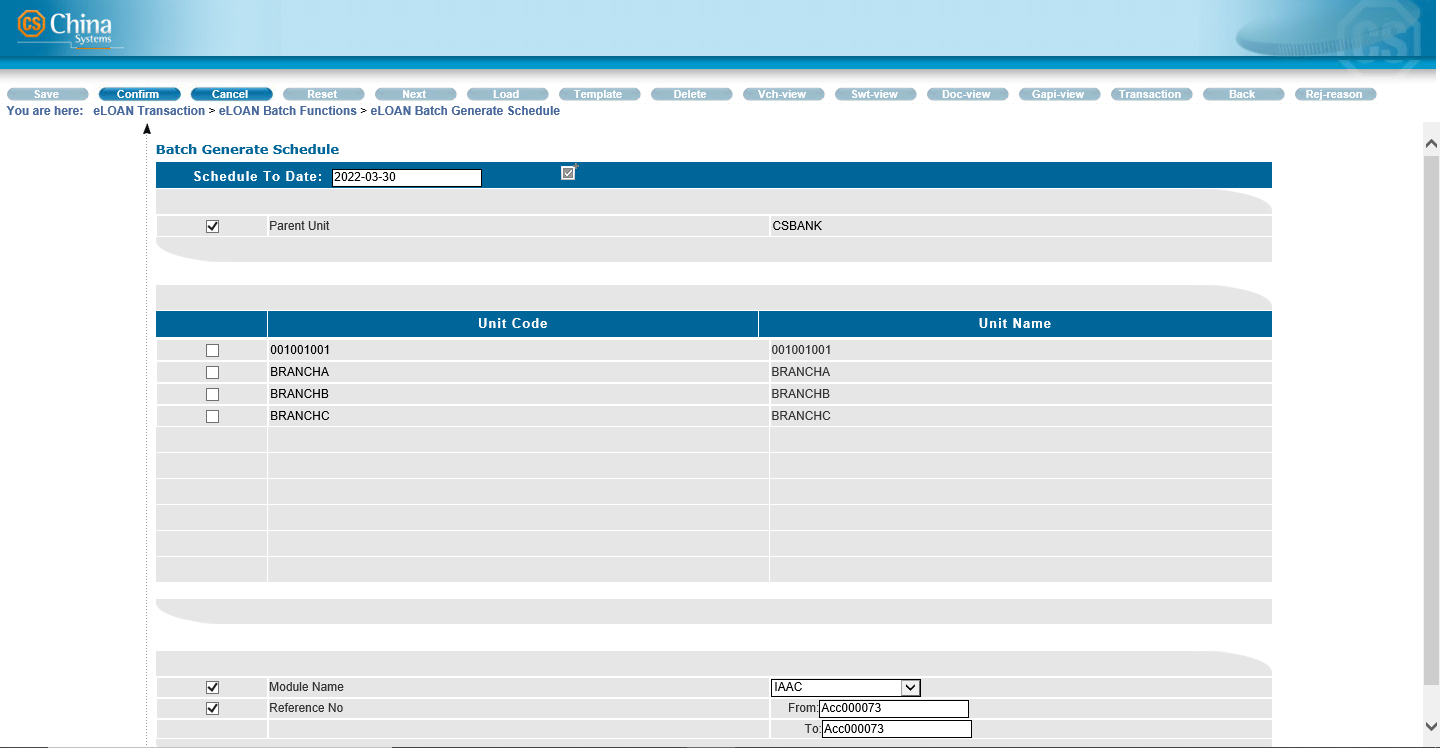 CS China
Systems
CS
Save Confirm Cancel Reset Next Load Template Delete Vch-view Swt-view Doc-view Gapi-view Transaction Back Rej-reason
You are here: eLOAN Transaction > eLOAN Batch Functions > eLOAN Batch Generate Schedule
Batch Generate Schedule
Schedule To Date: 2022-03-30
Parent Unit CSBANK
Unit Code Unit Name
001001001 001001001
BRANCHA BRANCHA
BRANCHB BRANCHB
BRANCHC BRANCHC
Module Name IAAC
Reference No From: Acc000073
To: Acc000073